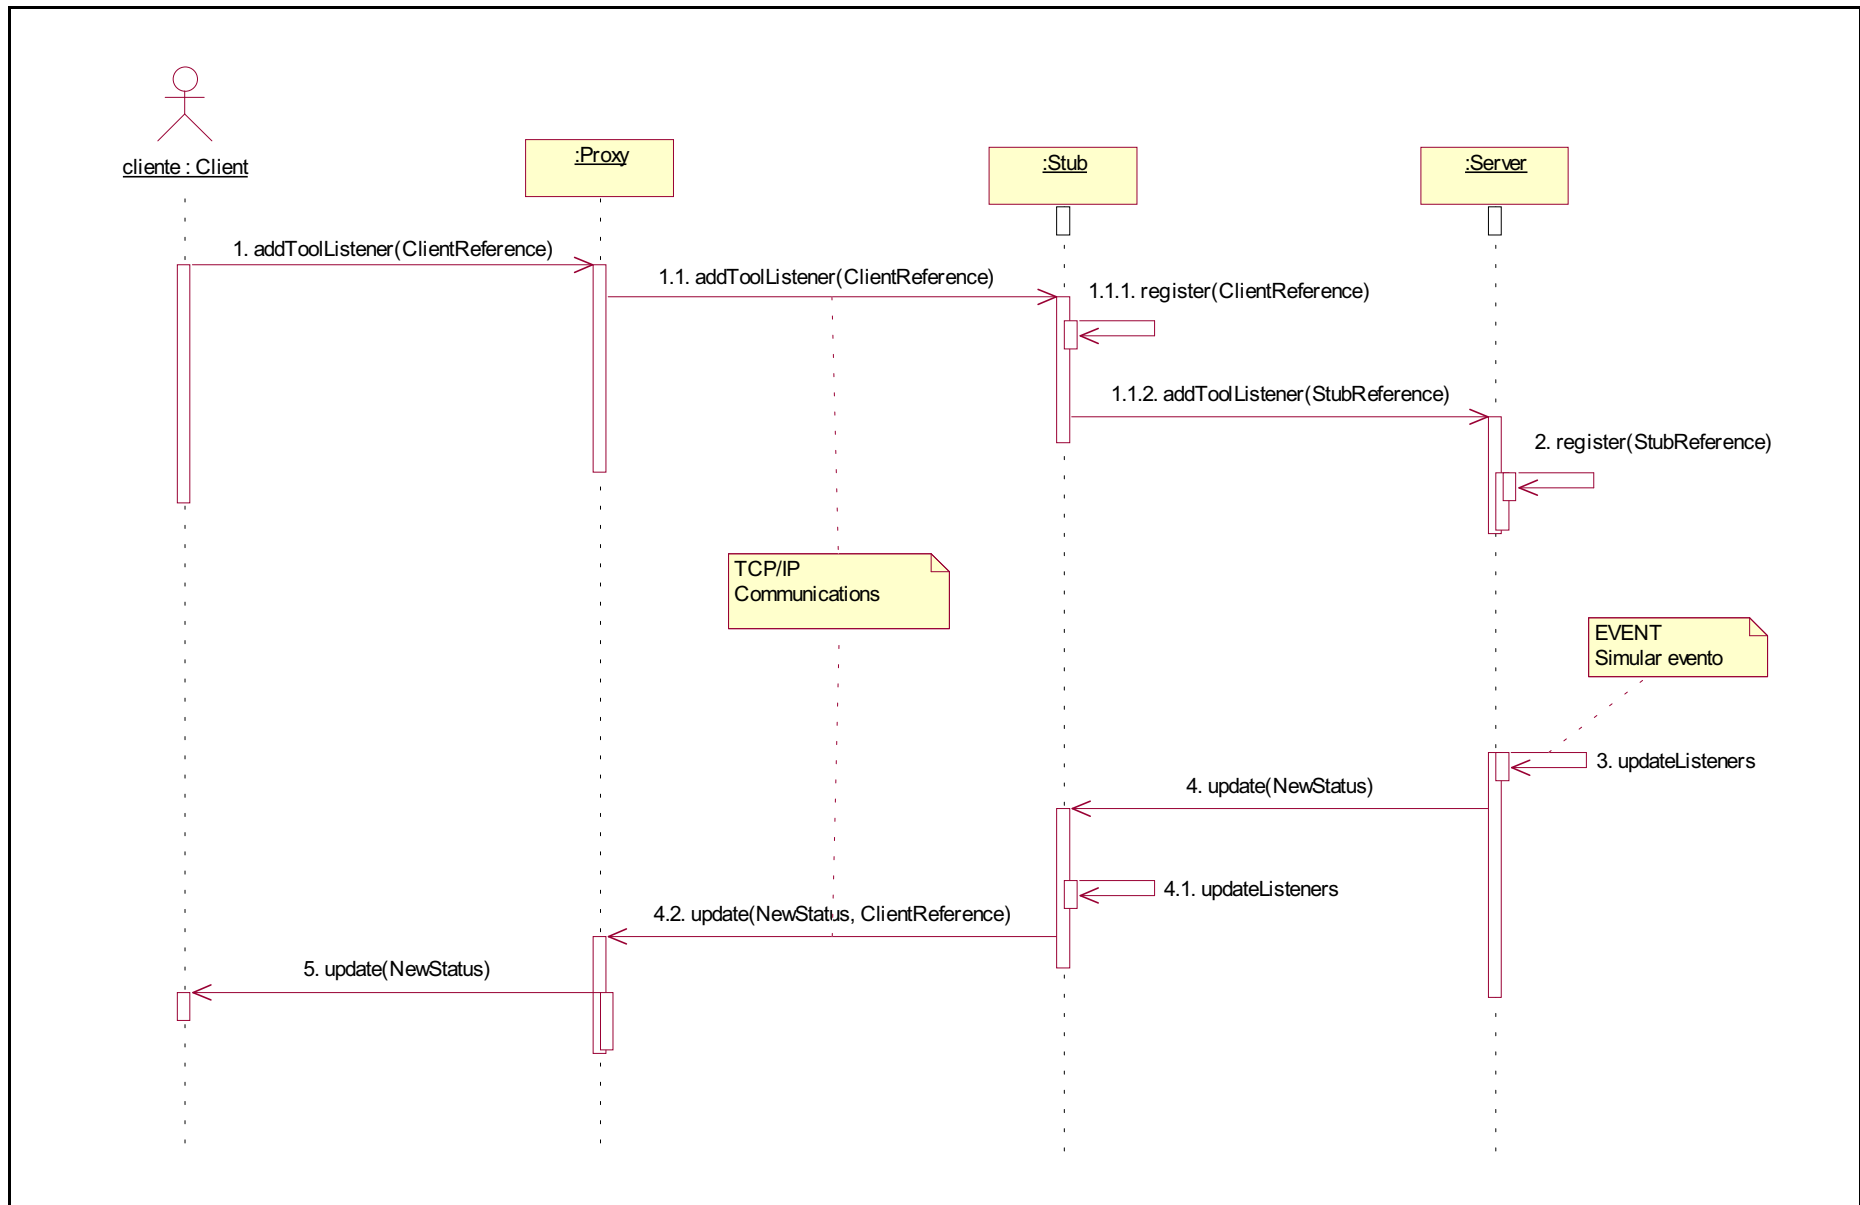 cliente : Client
:Proxy
:Stub
:Server
1. addToolListener(ClientReference)
1.1. addToolListener(ClientReference)
1.1.1. register(ClientReference)
1.1.2. addToolListener(StubReference)
2. register(StubReference)
TCP/IP
Communications
EVENT
Simular evento
3. updateListeners
4. update(NewStatus)
4.1. updateListeners
4.2. update(NewStatus, ClientReference)
5. update(NewStatus)